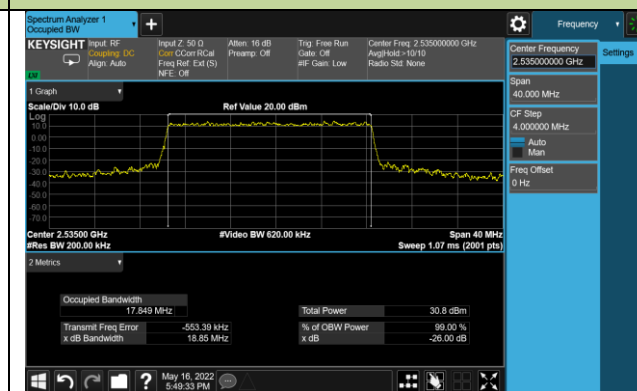 Spectrum Analyzer 1
Occupied BW
Frequency
KEYSIGHT
Input: RF
Coupling: DC
Align: Auto
Input Z: 50 Ω
Corr CCorr RCal
Freq Ref: Ext (S)
NFE: Off
Atten: 16 dB
Preamp: Off
Trig: Free Run
Gate: Off
#IF Gain: Low
Center Freq: 2.535000000 GHz
Avg|Hold:>10/10
Radio Std: None
Center Frequency
2.535000000 GHz
Settings
Span
40.000 MHz
CF Step
4.000000 MHz
Auto
Man
Freq Offset
0 Hz
1 Graph
Scale/Div 10.0 dB
Ref Value 20.00 dBm
Log
10.0
0.00
-10.0
-20.0
-30.0
-40.0
-50.0
-60.0
-70.0
Center 2.53500 GHz
#Video BW 620.00 kHz
Span 40 MHz
#Res BW 200.00 kHz
Sweep 1.07 ms (2001 pts)
2 Metrics
Occupied Bandwidth
17.849 MHz
Total Power
30.8 dBm
Transmit Freq Error
-553.39 kHz
% of OBW Power
99.00 %
x dB Bandwidth
18.85 MHz
x dB
-26.00 dB
?
May 16, 2022
5:49:33 PM